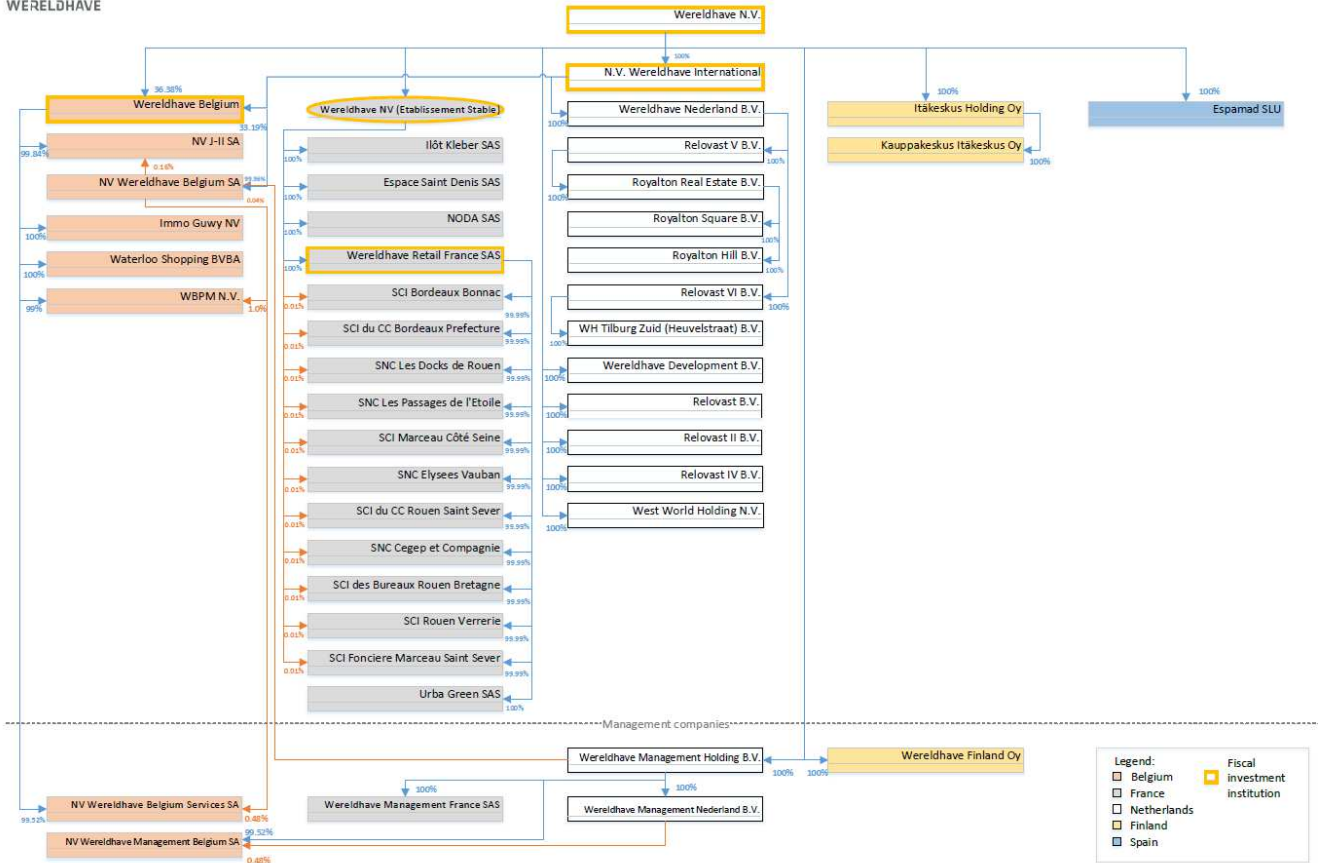 WERELDHAVE
Wereldhave N.V.
100%
N.V. Wereldhave International
36.38%
Wereldhave Belgium
33.19%
Wereldhave NV (Etablissement Stable)
Wereldhave Nederland B.V.
100%
100%
Itäkeskus Holding Oy
100%
Espamad SLU
NV J-II SA
99.84%
0.16%
Ilôt Kleber SAS
100%
Relovast V B.V.
100%
Kauppakeskus Itäkeskus Oy
100%
NV Wereldhave Belgium SA
99.96%
0.04%
Espace Saint Denis SAS
100%
Royalton Real Estate B.V.
100%
Immo Guwy NV
100%
NODA SAS
100%
Royalton Square B.V.
100%
Waterloo Shopping BVBA
100%
Wereldhave Retail France SAS
100%
Royalton Hill B.V.
100%
WBPM N.V.
99%
1.0%
SCI Bordeaux Bonnac
0.01%
99.99%
Relovast VI B.V.
100%
SCI du CC Bordeaux Prefecture
0.01%
99.99%
WH Tilburg Zuid (Heuvelstraat) B.V.
100%
SNC Les Docks de Rouen
0.01%
99.99%
Wereldhave Development B.V.
100%
SNC Les Passages de l'Etoile
0.01%
99.99%
Relovast B.V.
100%
SCI Marceau Côté Seine
0.01%
99.99%
Relovast II B.V.
100%
SNC Elysees Vauban
0.01%
99.99%
Relovast IV B.V.
100%
SCI du CC Rouen Saint Sever
0.01%
99.99%
West World Holding N.V.
100%
SNC Cegep et Compagnie
0.01%
99.99%
SCI des Bureaux Rouen Bretagne
0.01%
99.99%
SCI Rouen Verrerie
0.01%
99.99%
SCI Fonciere Marceau Saint Sever
0.01%
99.99%
Urba Green SAS
100%
Management companies
Wereldhave Management Holding B.V.
100%
100%
Wereldhave Finland Oy
100%
100%
NV Wereldhave Belgium Services SA
99.52%
0.48%
Wereldhave Management France SAS
Wereldhave Management Nederland B.V.
NV Wereldhave Management Belgium SA
99.52%
0.48%
Legend:
Belgium
France
Netherlands
Finland
Spain
Fiscal
investment
institution